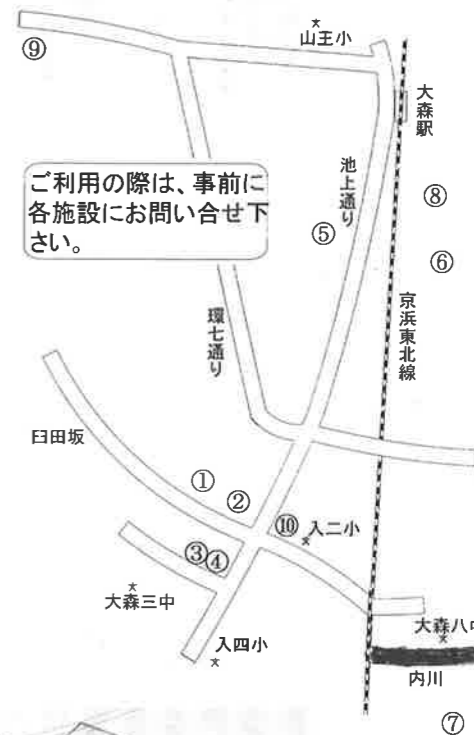 山王小
⑨
大森駅
ご利用の際は、事前に
各施設にお問い合せ下
さい。
池上通り
⑧
⑤
⑥
環七通り
京浜東北線
臼田坂
①
②
⑩
入二小
③④
大森三中
大森八中
入四小
内川
⑦